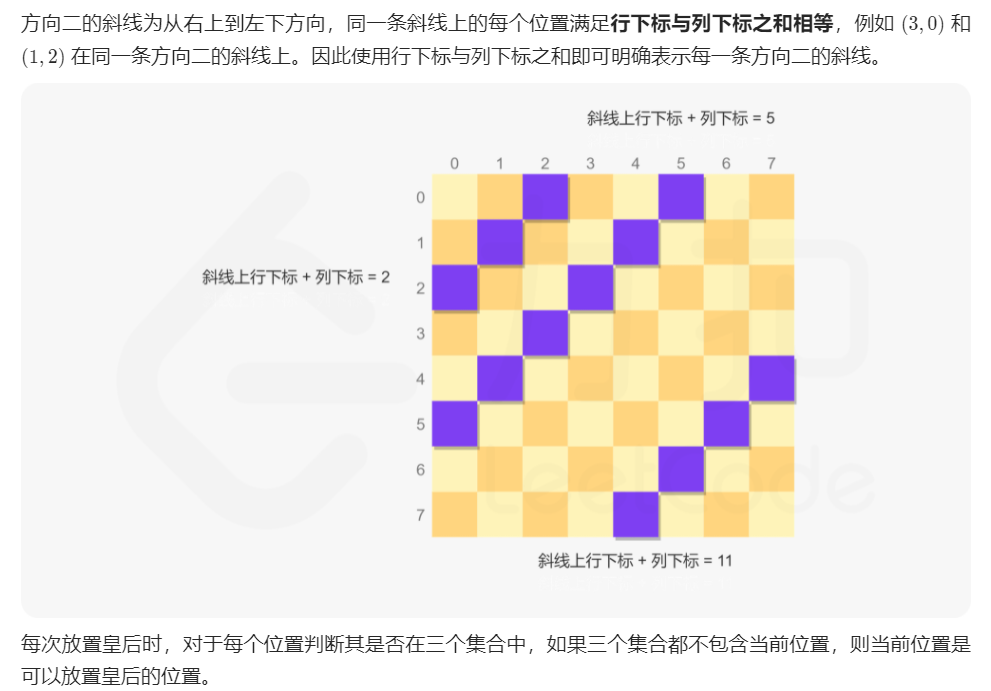 方向二的斜线为从右上到左下方向，同一条斜线上的每个位置满足行下标与列下标之和相等，例如 (3, 0) 和
(1, 2) 在同一条方向二的斜线上。因此使用行下标与列下标之和即可明确表示每一条方向二的斜线。
斜线上行下标 + 列下标 = 5
0 1 2 3 4 5 6 7
0
1
斜线上行下标 + 列下标 = 2
2
3
4
5
6
7
LeetCode
斜线上行下标 + 列下标 = 11
每次放置皇后时，对于每个位置判断其是否在三个集合中，如果三个集合都不包含当前位置，则当前位置是
可以放置皇后的位置。